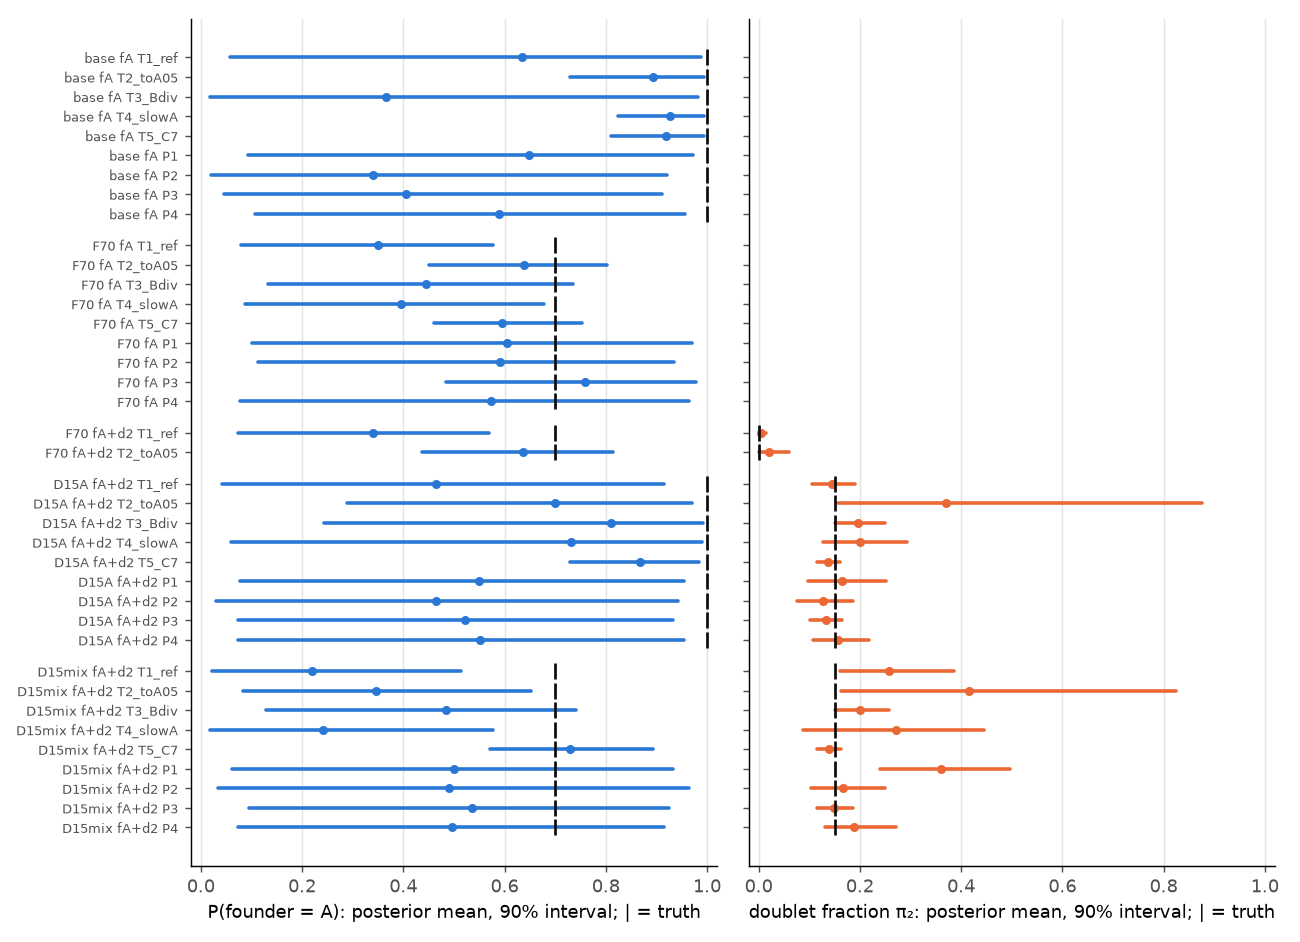 base fA T1_ref
base fA T2_toA05
base fA T3_Bdiv
base fA T4_slowA
base fA T5_C7
base fA P1
base fA P2
base fA P3
base fA P4
F70 fA T1_ref
F70 fA T2_toA05
F70 fA T3_Bdiv
F70 fA T4_slowA
F70 fA T5_C7
F70 fA P1
F70 fA P2
F70 fA P3
F70 fA P4
F70 fA+d2 T1_ref
F70 fA+d2 T2_toA05
D15A fA+d2 T1_ref
D15A fA+d2 T2_toA05
D15A fA+d2 T3_Bdiv
D15A fA+d2 T4_slowA
D15A fA+d2 T5_C7
D15A fA+d2 P1
D15A fA+d2 P2
D15A fA+d2 P3
D15A fA+d2 P4
D15mix fA+d2 T1_ref
D15mix fA+d2 T2_toA05
D15mix fA+d2 T3_Bdiv
D15mix fA+d2 T4_slowA
D15mix fA+d2 T5_C7
D15mix fA+d2 P1
D15mix fA+d2 P2
D15mix fA+d2 P3
D15mix fA+d2 P4
0.0 0.2 0.4 0.6 0.8 1.0
P(founder = A): posterior mean, 90% interval; | = truth
0.0 0.2 0.4 0.6 0.8 1.0
doublet fraction π₂: posterior mean, 90% interval; | = truth